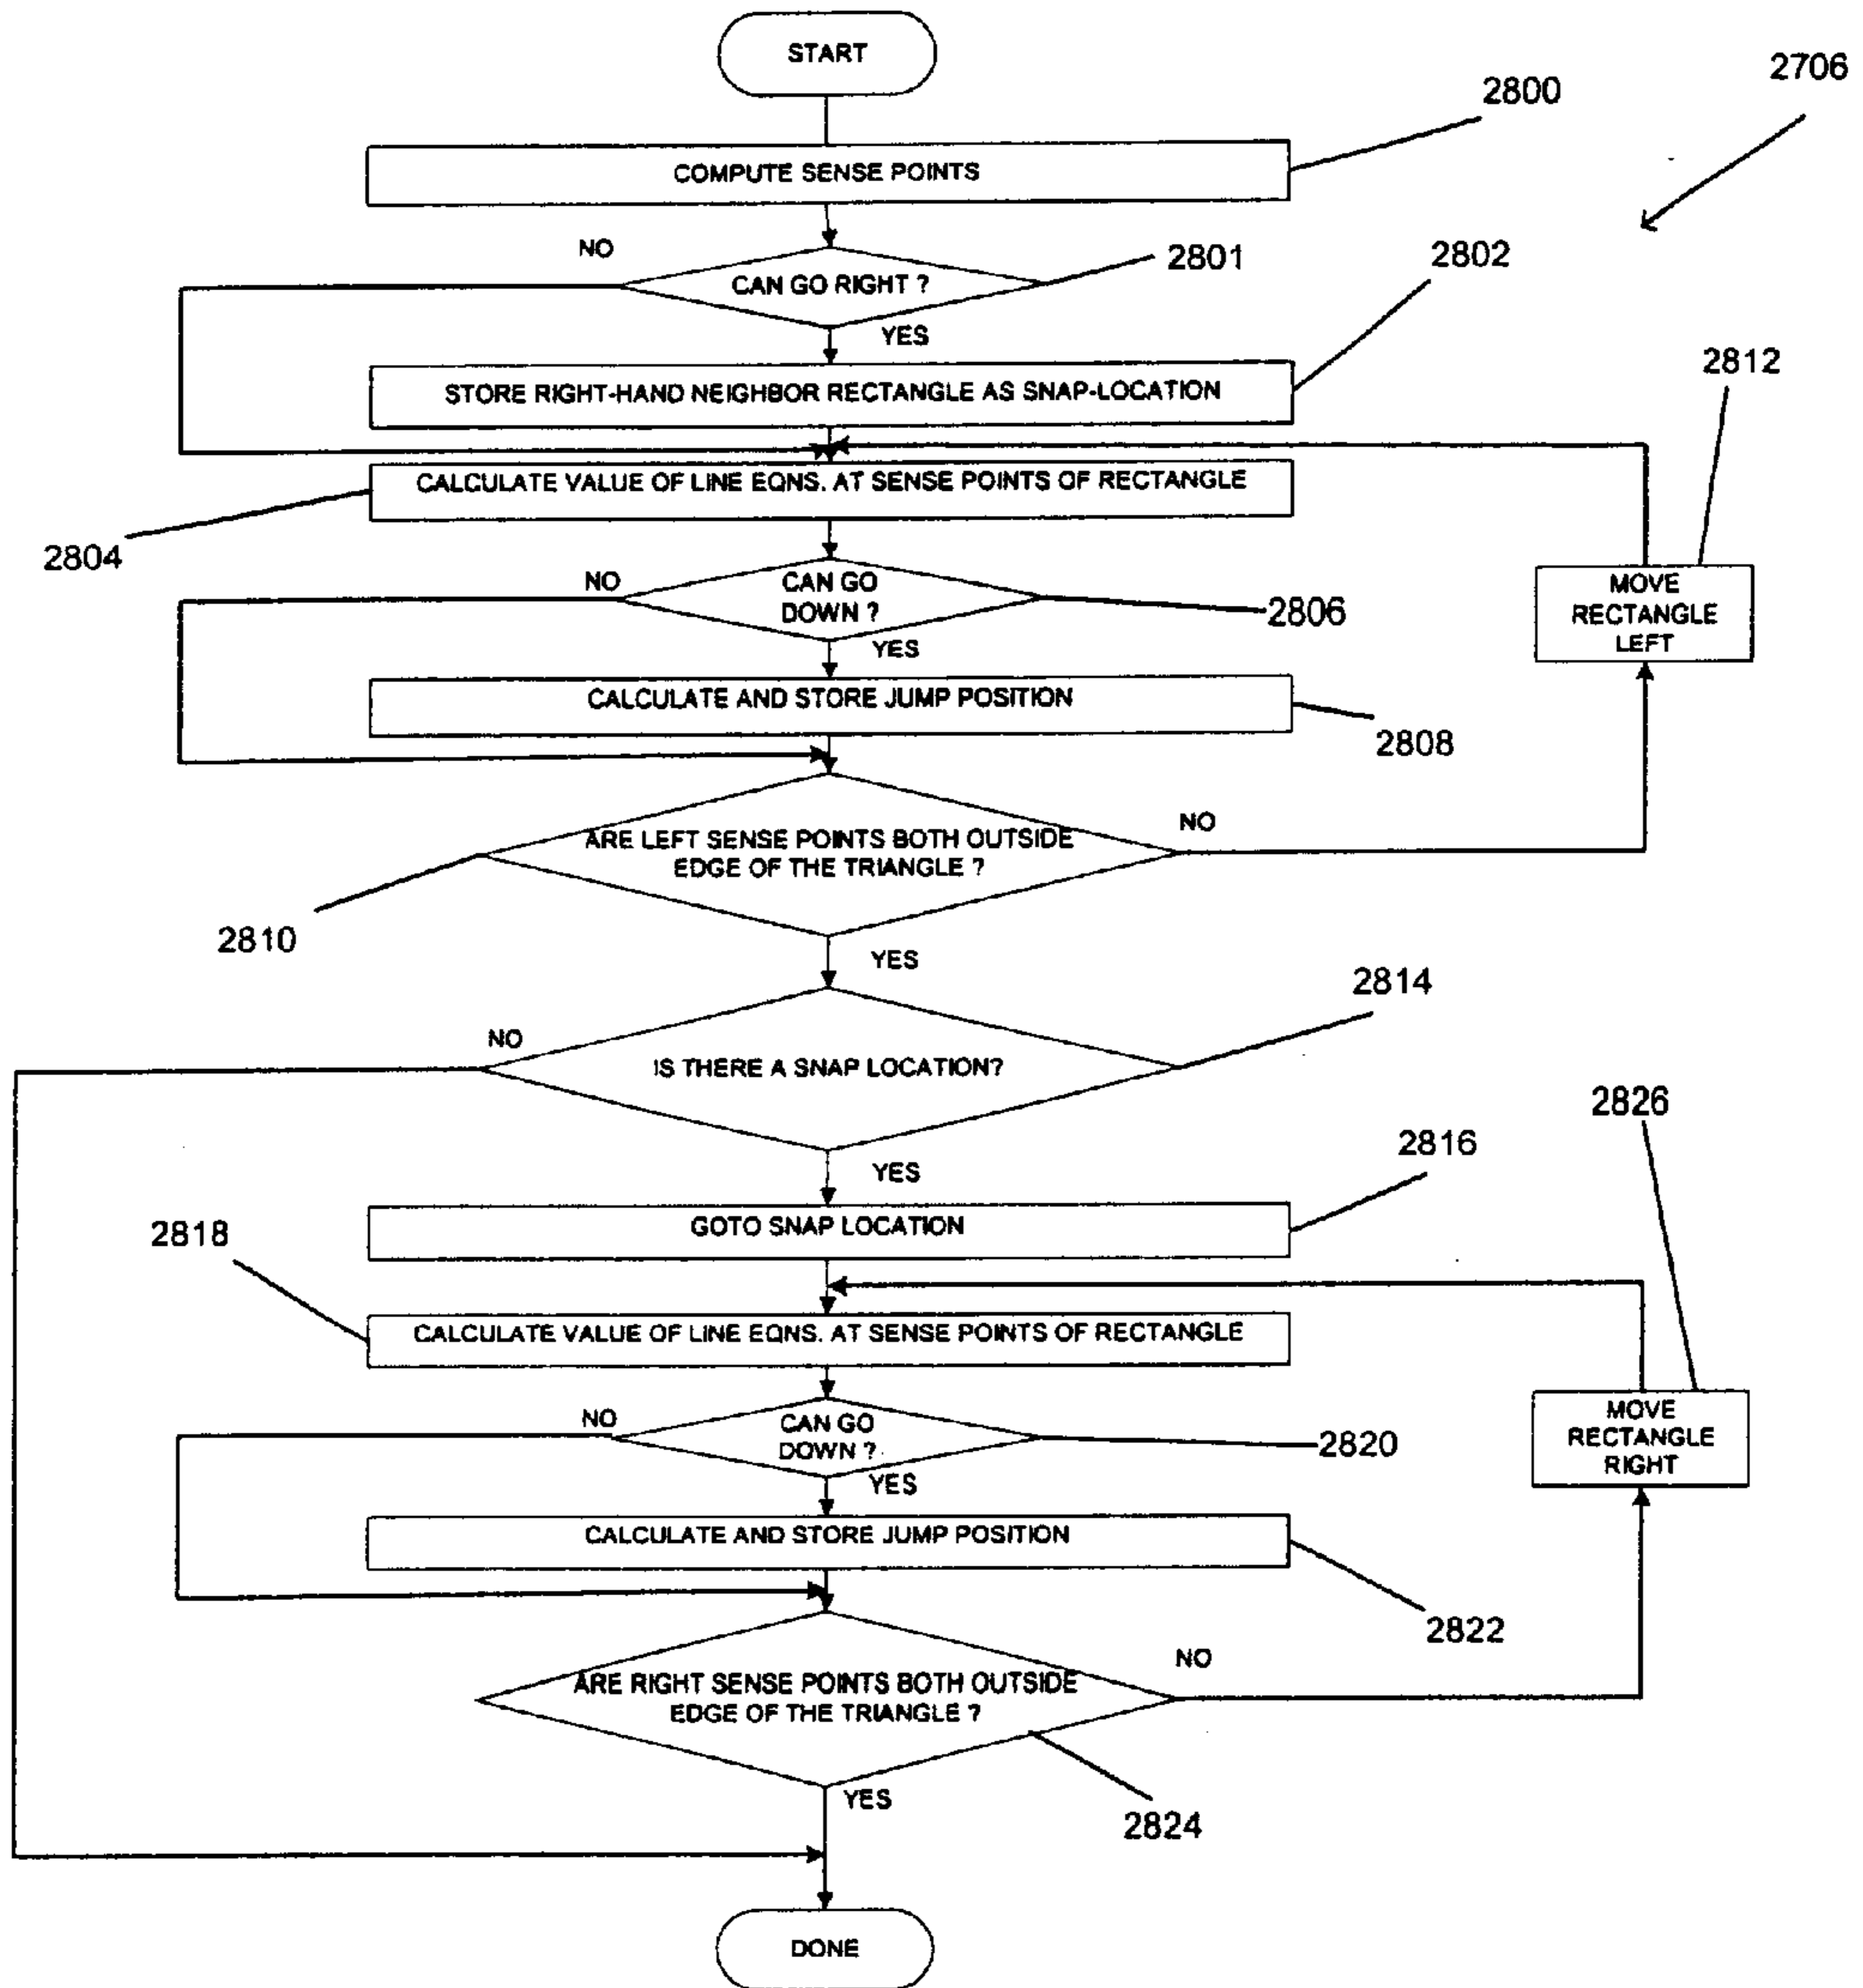 START
2706
2800
COMPUTE SENSE POINTS
NO
2801
2802
CAN GO RIGHT ?
YES
2812
STORE RIGHT-HAND NEIGHBOR RECTANGLE AS SNAP-LOCATION
CALCULATE VALUE OF LINE EQNS. AT SENSE POINTS OF RECTANGLE
2804
NO
CAN GO
DOWN ?
2806
MOVE
RECTANGLE
LEFT
YES
CALCULATE AND STORE JUMP POSITION
2808
NO
ARE LEFT SENSE POINTS BOTH OUTSIDE
EDGE OF THE TRIANGLE ?
2810
YES
2814
NO
IS THERE A SNAP LOCATION?
2826
2816
YES
2818
GOTO SNAP LOCATION
CALCULATE VALUE OF LINE EQNS. AT SENSE POINTS OF RECTANGLE
NO
CAN GO
DOWN ?
2820
MOVE
RECTANGLE
RIGHT
YES
CALCULATE AND STORE JUMP POSITION
2822
NO
ARE RIGHT SENSE POINTS BOTH OUTSIDE
EDGE OF THE TRIANGLE ?
YES
2824
DONE